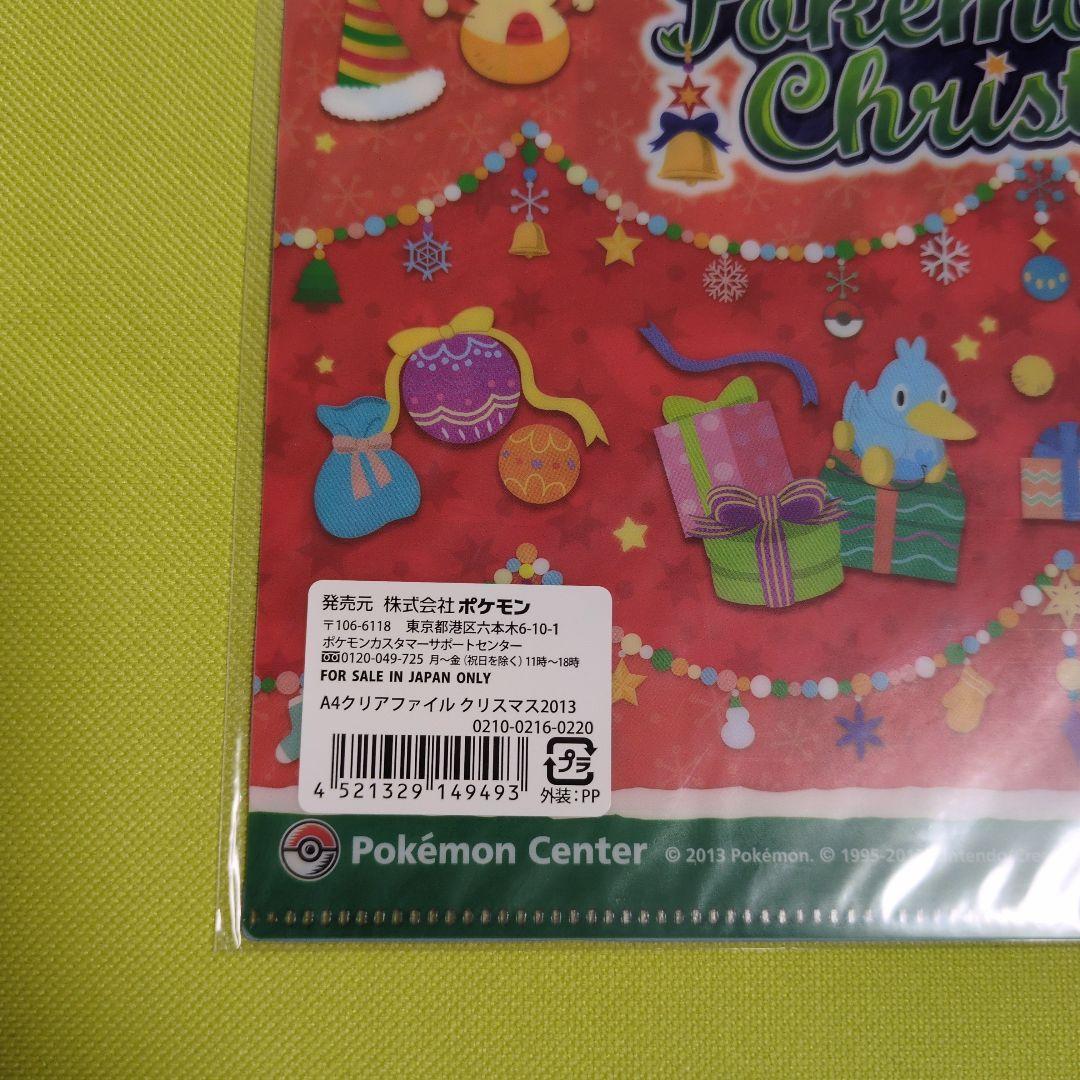 Pokémo
Christ
発売元 株式会社 ポケモン
〒106-6118 東京都港区六本木6-10-1
ポケモンカスタマーサポートセンター
0120-049-725 月～金（祝日を除く）11時～18時
FOR SALE IN JAPAN ONLY
A4クリアファイル クリスマス2013
0210-0216-0220
4 521329 149493
プラ
外装：PP
Pokémon Center © 2013 Pokémon. © 1995-2013 Nintendo/Crea